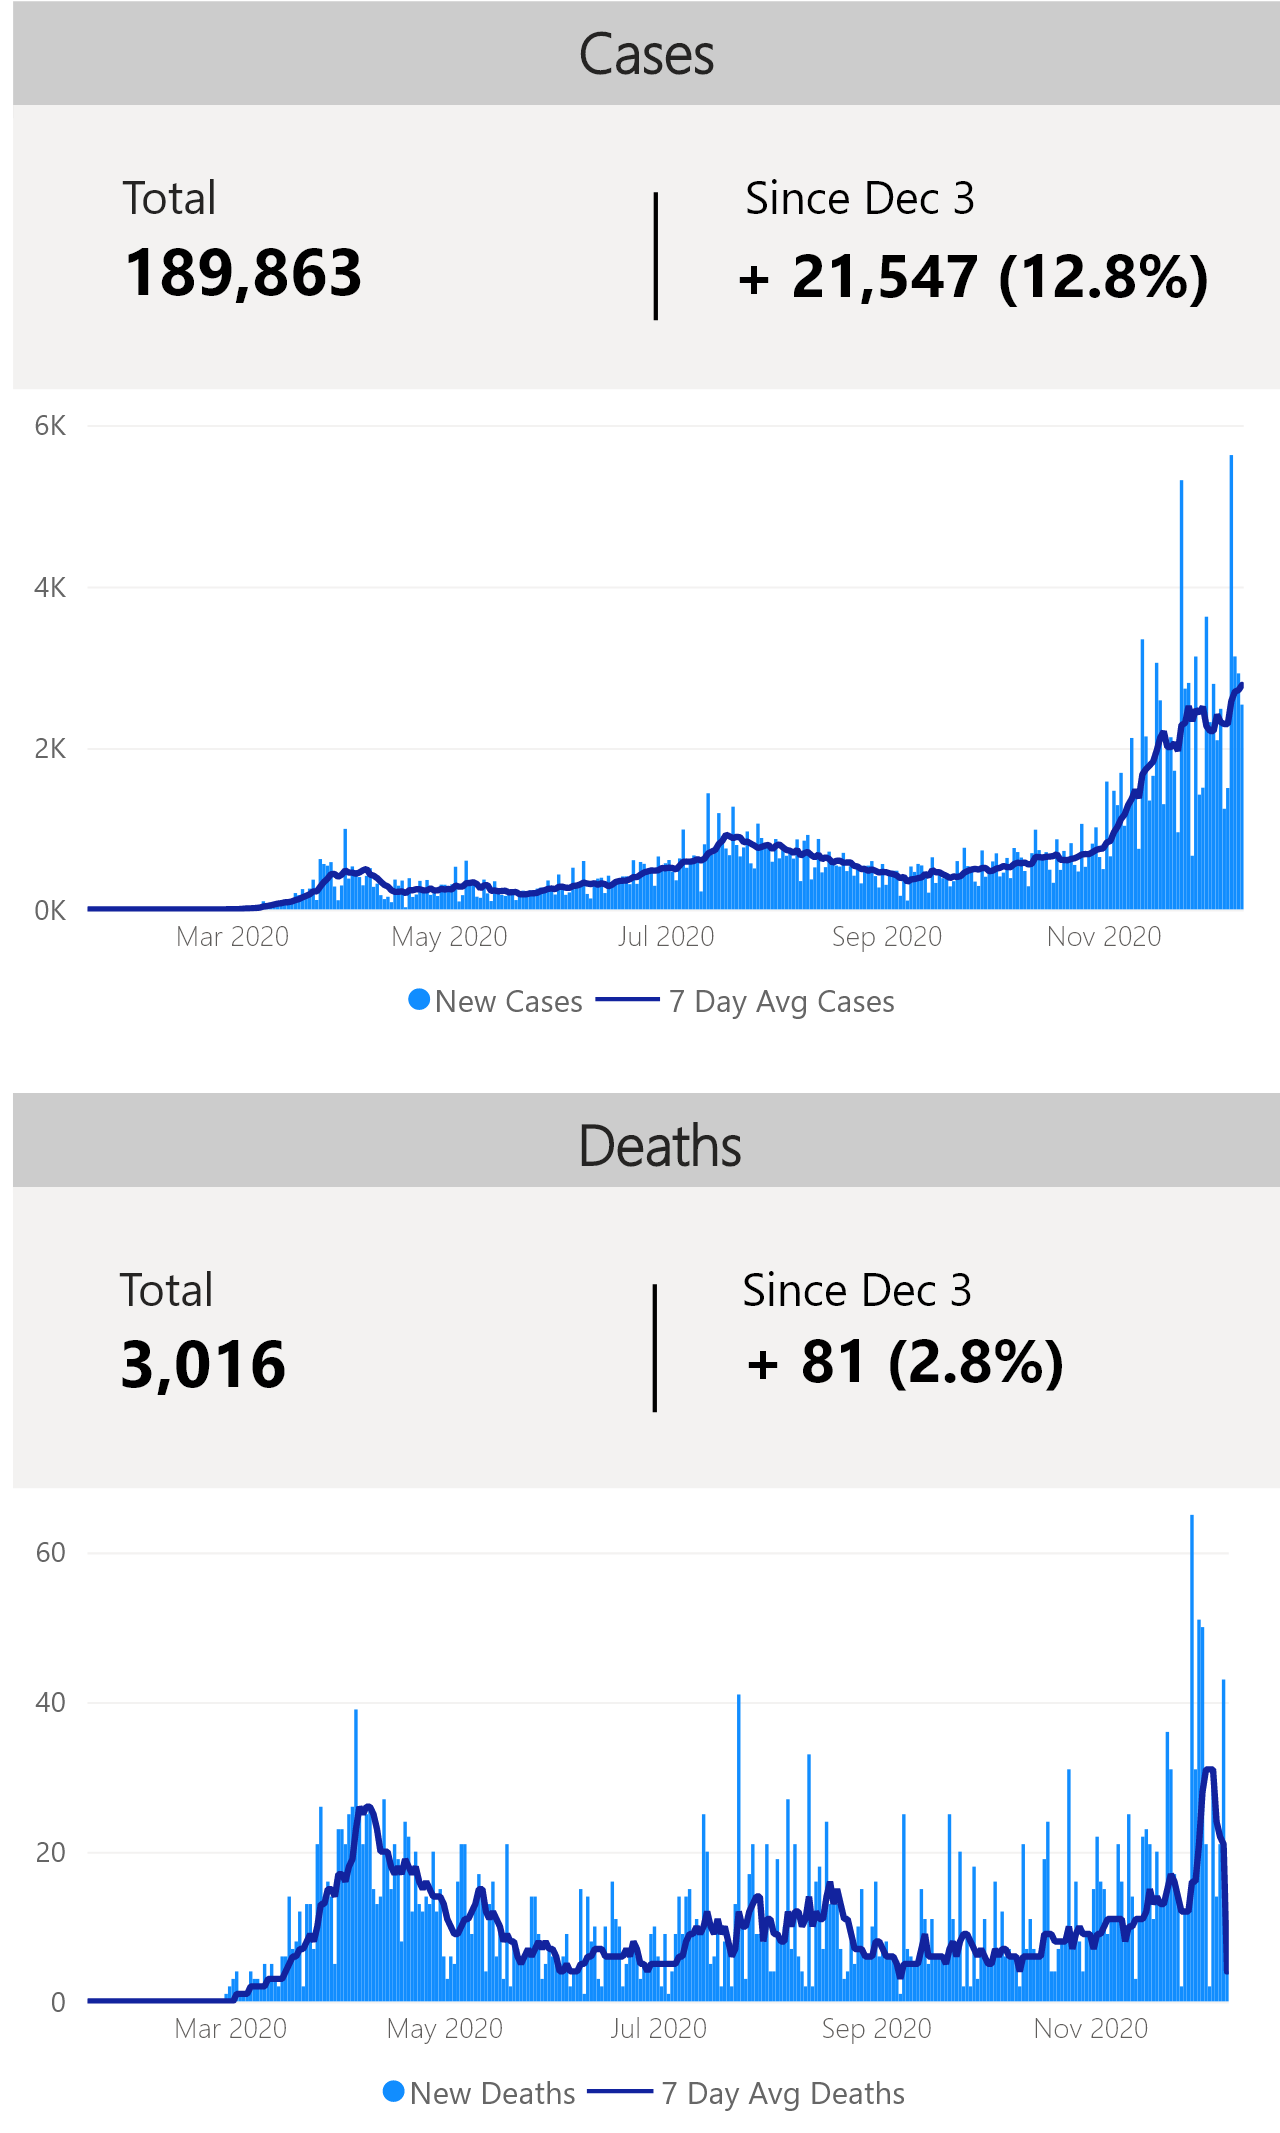 Cases
Total
Since Dec 3
189,863
+ 21,547 (12.8%)
6K
4K
2K
0K
Mar 2020
May 2020
Jul 2020
Sep 2020
Nov 2020
New Cases
7 Day Avg Cases
Deaths
Total
Since Dec 3
3,016
+ 81 (2.8%)
60
40
20
0
Mar 2020
May 2020
Jul 2020
Sep 2020
Nov 2020
New Deaths
7 Day Avg Deaths